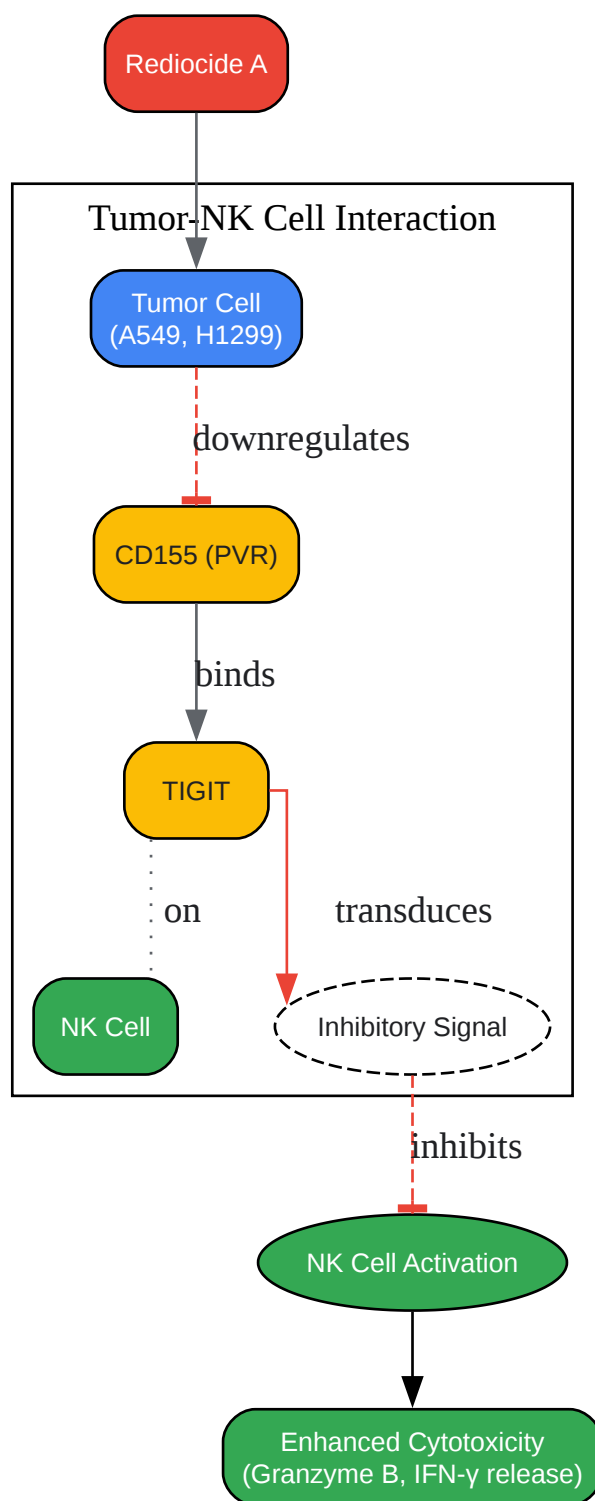 Rediocide A
Tumor-NK Cell Interaction
Tumor Cell
(A549, H1299)
downregulates
CD155 (PVR)
binds
TIGIT
on
transduces
NK Cell
Inhibitory Signal
inhibits
NK Cell Activation
Enhanced Cytotoxicity
(Granzyme B, IFN-γ release)